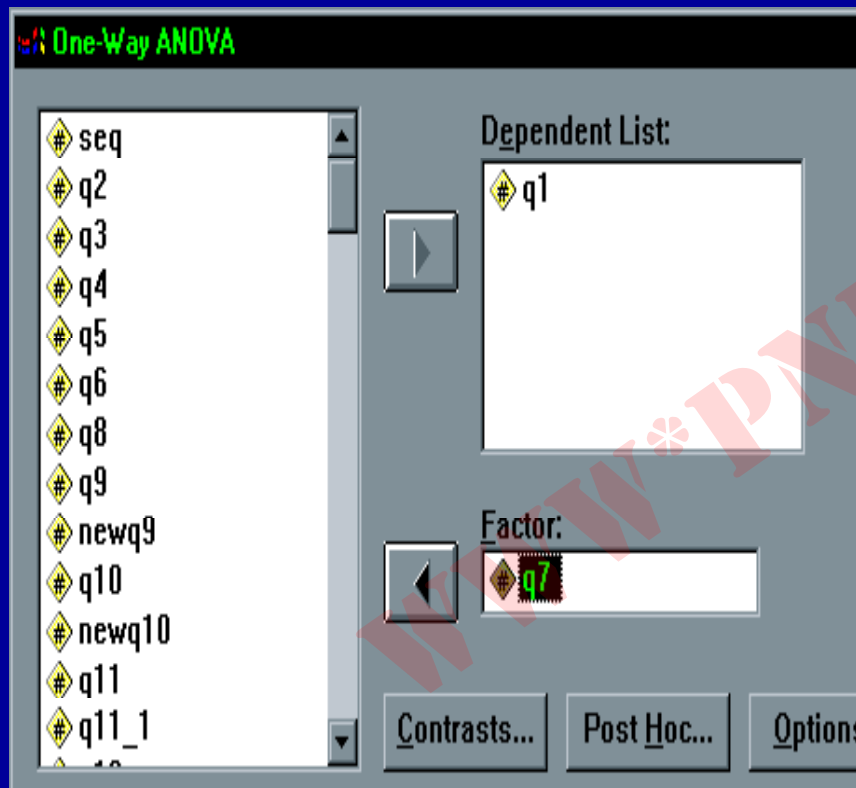 One-Way ANOVA
seq
q2
q3
q4
q5
q6
q8
q9
newq9
q10
newq10
q11
q11_1
Dependent List:
q1
Factor:
q7
Contrasts...
Post Hoc...
Options
WWW*PN